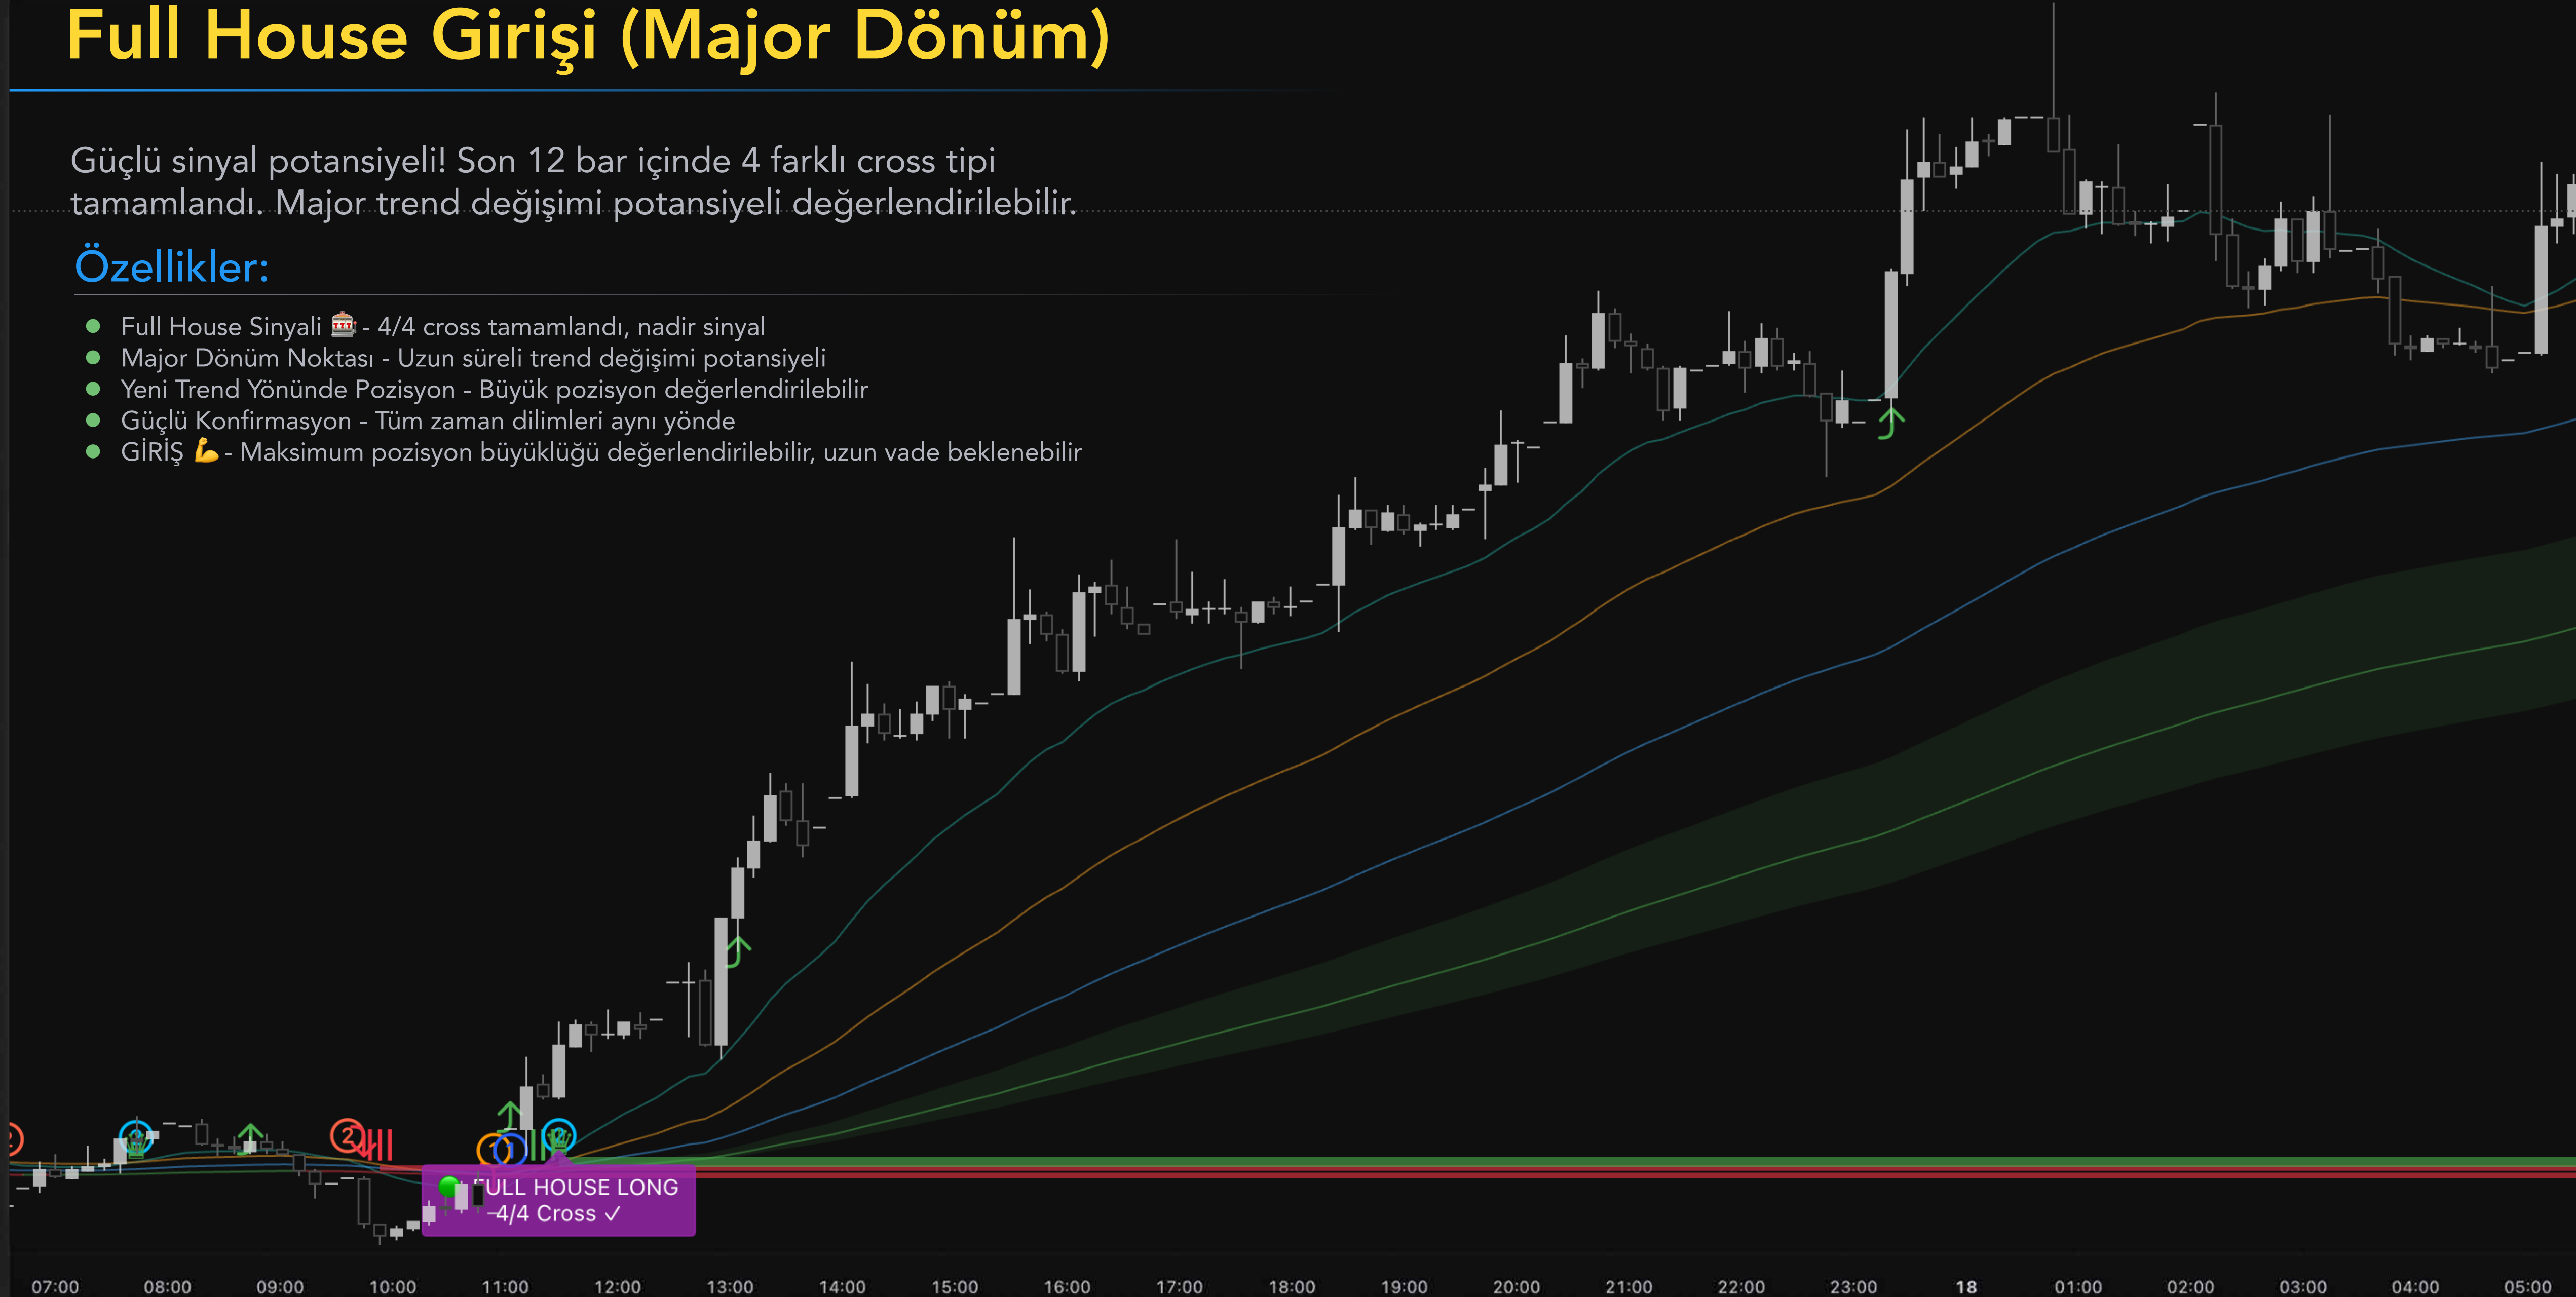 Full House Girişi (Major Dönüm)
Güçlü sinyal potansiyeli! Son 12 bar içinde 4 farklı cross tipi
tamamlandı. Major trend değişimi potansiyeli değerlendirilebilir.
Özellikler:
Full House Sinyali 🎰 - 4/4 cross tamamlandı, nadir sinyal
Major Dönüm Noktası - Uzun süreli trend değişimi potansiyeli
Yeni Trend Yönünde Pozisyon - Büyük pozisyon değerlendirilebilir
Güçlü Konfirmasyon - Tüm zaman dilimleri aynı yönde
GİRİŞ 💪 - Maksimum pozisyon büyüklüğü değerlendirilebilir, uzun vade beklenebilir
2
FULL HOUSE LONG
4/4 Cross ✓
07:00 08:00 09:00 10:00 11:00 12:00 13:00 14:00 15:00 16:00 17:00 18:00 19:00 20:00 21:00 22:00 23:00 18 01:00 02:00 03:00 04:00 05:00